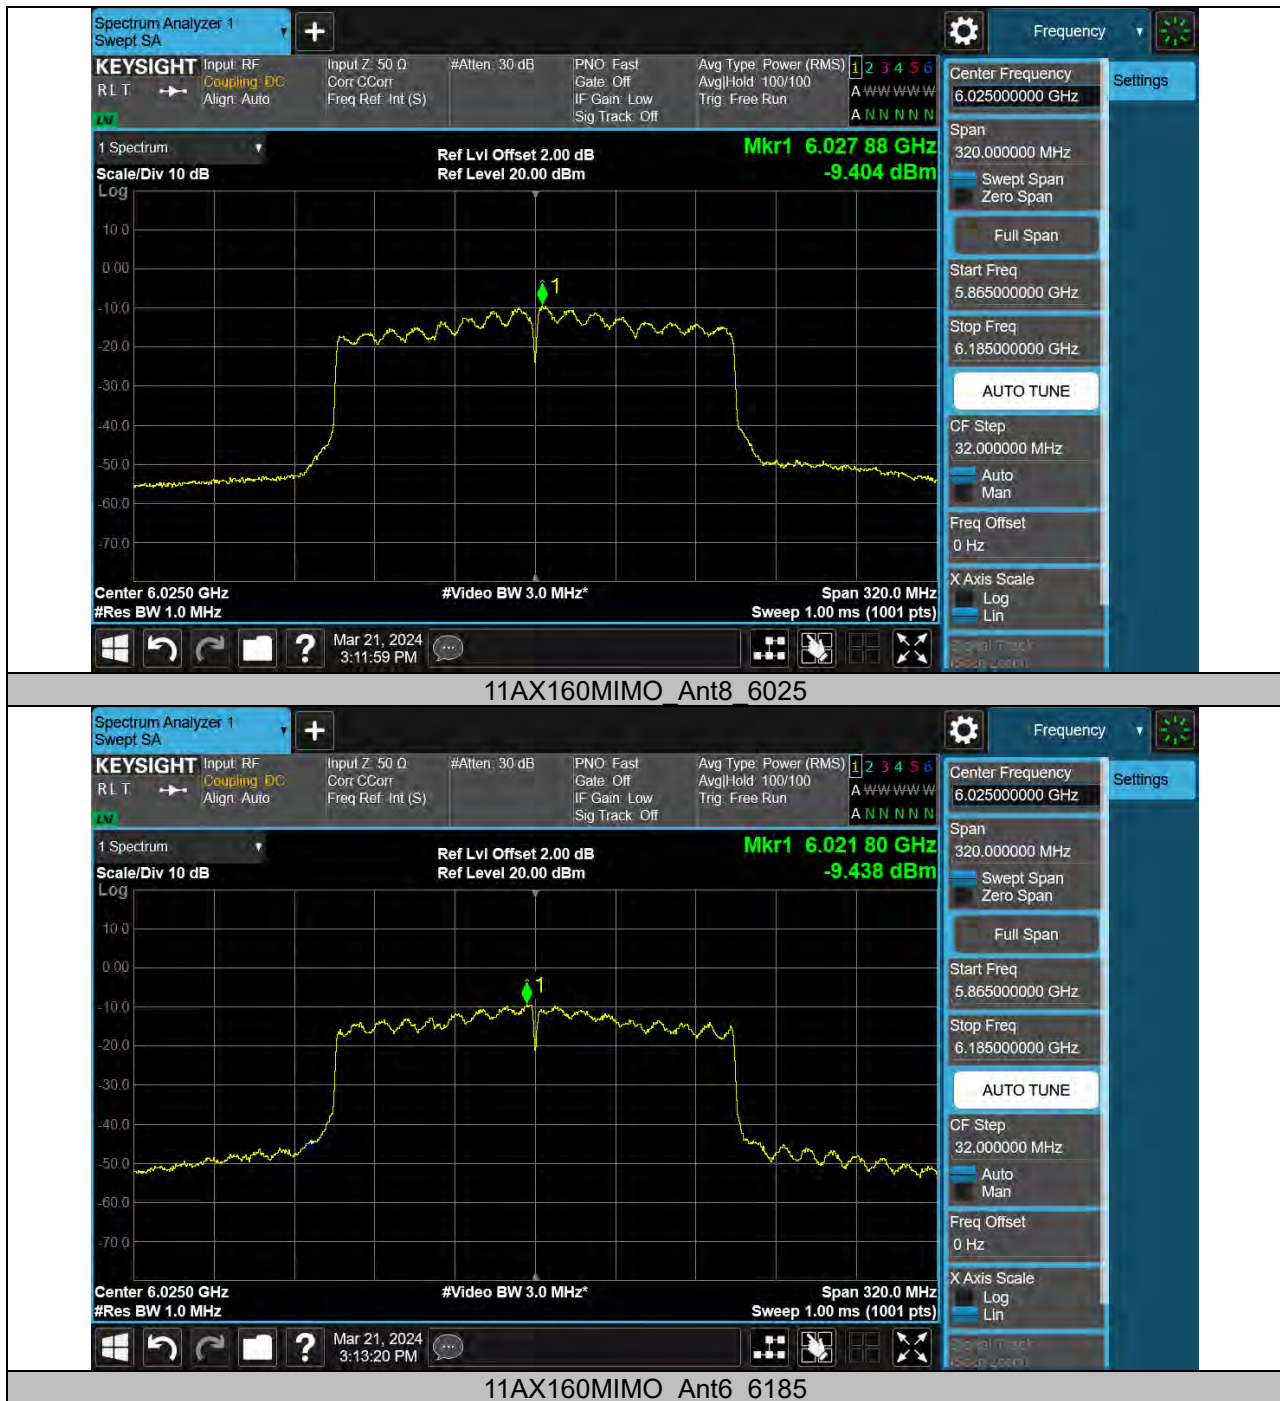 Spectrum Analyzer 1
Swept SA
+
Frequency
KEYSIGHT
RLT
LNI
Input: RF
Coupling: DC
Align: Auto
Input Z: 50 Ω
Corr CCorr
Freq Ref: Int (S)
#Atten: 30 dB
PNO: Fast
Gate: Off
IF Gain: Low
Sig Track: Off
Avg Type: Power (RMS)
Avg|Hold: 100/100
Trig: Free Run
1 2 3 4 5 6
A W W W W W
A N N N N N
1 Spectrum
Scale/Div 10 dB
Log
Ref Lvl Offset 2.00 dB
Ref Level 20.00 dBm
Mkr1 6.027 88 GHz
-9.404 dBm
10.0
0.00
-10.0
-20.0
-30.0
-40.0
-50.0
-60.0
-70.0
1
Center 6.0250 GHz
#Res BW 1.0 MHz
#Video BW 3.0 MHz*
Span 320.0 MHz
Sweep 1.00 ms (1001 pts)
?
Mar 21, 2024
3:11:59 PM
Center Frequency
6.025000000 GHz
Settings
Span
320.000000 MHz
Swept Span
Zero Span
Full Span
Start Freq
5.865000000 GHz
Stop Freq
6.185000000 GHz
AUTO TUNE
CF Step
32.000000 MHz
Auto
Man
Freq Offset
0 Hz
X Axis Scale
Log
Lin
Signal Track
(Span Zoom)
11AX160MIMO_Ant8_6025
Spectrum Analyzer 1
Swept SA
+
Frequency
KEYSIGHT
RLT
LNI
Input: RF
Coupling: DC
Align: Auto
Input Z: 50 Ω
Corr CCorr
Freq Ref: Int (S)
#Atten: 30 dB
PNO: Fast
Gate: Off
IF Gain: Low
Sig Track: Off
Avg Type: Power (RMS)
Avg|Hold: 100/100
Trig: Free Run
1 2 3 4 5 6
A W W W W W
A N N N N N
1 Spectrum
Scale/Div 10 dB
Log
Ref Lvl Offset 2.00 dB
Ref Level 20.00 dBm
Mkr1 6.021 80 GHz
-9.438 dBm
10.0
0.00
-10.0
-20.0
-30.0
-40.0
-50.0
-60.0
-70.0
1
Center 6.0250 GHz
#Res BW 1.0 MHz
#Video BW 3.0 MHz*
Span 320.0 MHz
Sweep 1.00 ms (1001 pts)
?
Mar 21, 2024
3:13:20 PM
Center Frequency
6.025000000 GHz
Settings
Span
320.000000 MHz
Swept Span
Zero Span
Full Span
Start Freq
5.865000000 GHz
Stop Freq
6.185000000 GHz
AUTO TUNE
CF Step
32.000000 MHz
Auto
Man
Freq Offset
0 Hz
X Axis Scale
Log
Lin
Signal Track
(Span Zoom)
11AX160MIMO_Ant6_6185